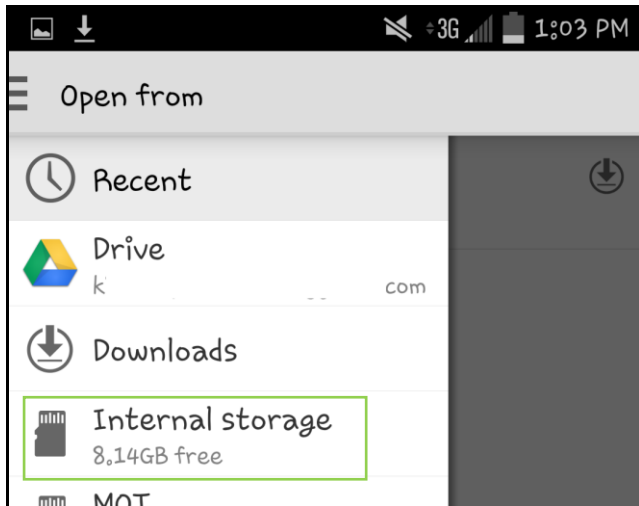 3G 1:03 PM
Open from
Recent
Drive
k com
Downloads
Internal storage
8.14GB free
MOT